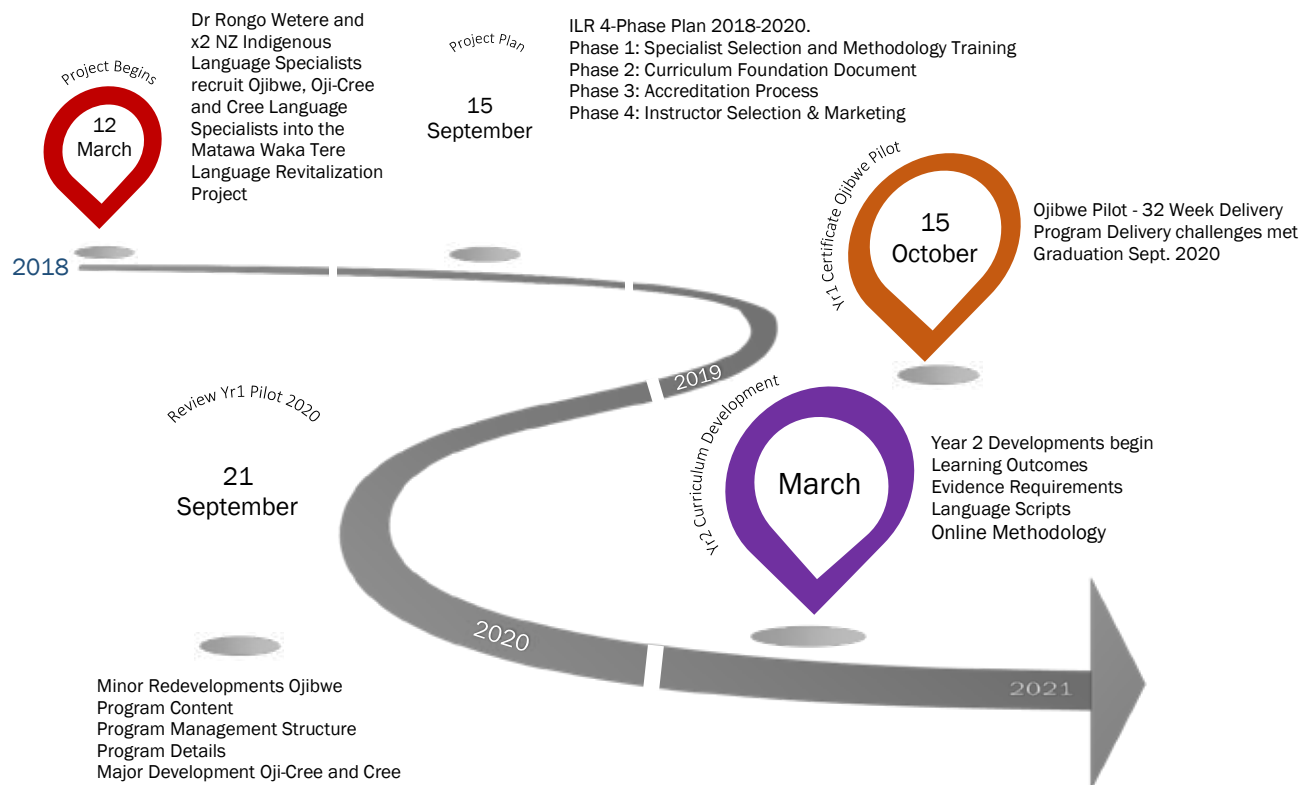 Project Begins
12
March
Dr Rongo Wetere and
x2 NZ Indigenous
Language Specialists
recruit Ojibwe, Oji-Cree
and Cree Language
Specialists into the
Matawa Waka Tere
Language Revitalization
Project
Project Plan
15
September
ILR 4-Phase Plan 2018-2020.
Phase 1: Specialist Selection and Methodology Training
Phase 2: Curriculum Foundation Document
Phase 3: Accreditation Process
Phase 4: Instructor Selection & Marketing
Yr1 Certificate Ojibwe Pilot
15
October
Ojibwe Pilot - 32 Week Delivery
Program Delivery challenges met
Graduation Sept. 2020
2018
2019
Review Yr1 Pilot 2020
21
September
Yr2 Curriculum Development
March
Year 2 Developments begin
Learning Outcomes
Evidence Requirements
Language Scripts
Online Methodology
2020
2021
Minor Redevelopments Ojibwe
Program Content
Program Management Structure
Program Details
Major Development Oji-Cree and Cree